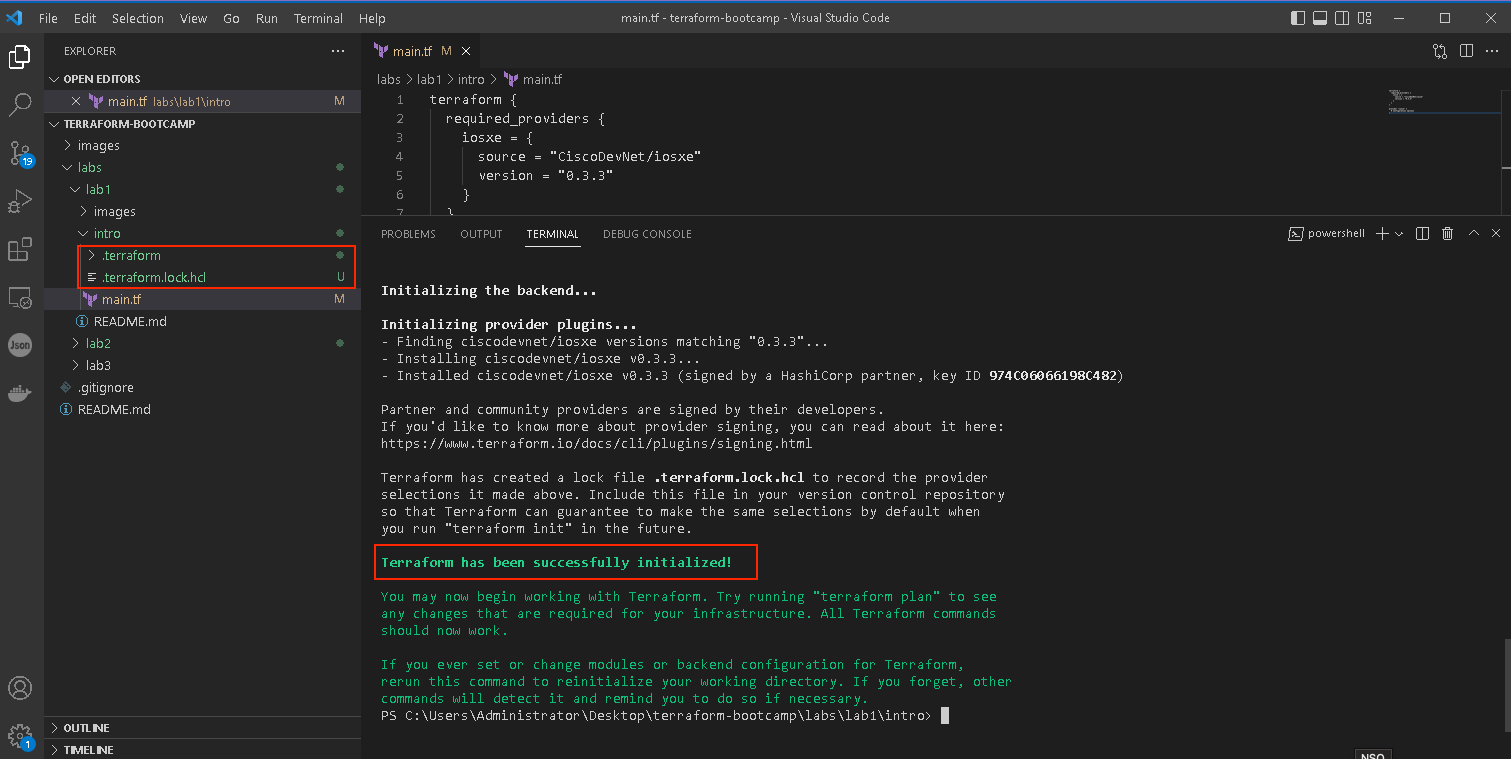 File Edit Selection View Go Run Terminal Help
main.tf - terraform-bootcamp - Visual Studio Code
EXPLORER
OPEN EDITORS
main.tf labs\lab1\intro M
TERRAFORM-BOOTCAMP
images
labs
lab1
images
intro
.terraform
.terraform.lock.hcl U
main.tf M
README.md
lab2
lab3
.gitignore
README.md
OUTLINE
TIMELINE
19
Json
1
main.tf M
labs > lab1 > intro > main.tf
1 terraform {
2 required_providers {
3 iosxe = {
4 source = "CiscoDevNet/iosxe"
5 version = "0.3.3"
6 }
7 }
PROBLEMS OUTPUT TERMINAL DEBUG CONSOLE
powershell
Initializing the backend...
Initializing provider plugins...
- Finding ciscodevnet/iosxe versions matching "0.3.3"...
- Installing ciscodevnet/iosxe v0.3.3...
- Installed ciscodevnet/iosxe v0.3.3 (signed by a HashiCorp partner, key ID 974C06066198C482)
Partner and community providers are signed by their developers.
If you'd like to know more about provider signing, you can read about it here:
https://www.terraform.io/docs/cli/plugins/signing.html
Terraform has created a lock file .terraform.lock.hcl to record the provider
selections it made above. Include this file in your version control repository
so that Terraform can guarantee to make the same selections by default when
you run "terraform init" in the future.
Terraform has been successfully initialized!
You may now begin working with Terraform. Try running "terraform plan" to see
any changes that are required for your infrastructure. All Terraform commands
should now work.
If you ever set or change modules or backend configuration for Terraform,
rerun this command to reinitialize your working directory. If you forget, other
commands will detect it and remind you to do so if necessary.
PS C:\Users\Administrator\Desktop\terraform-bootcamp\labs\lab1\intro>
NSO